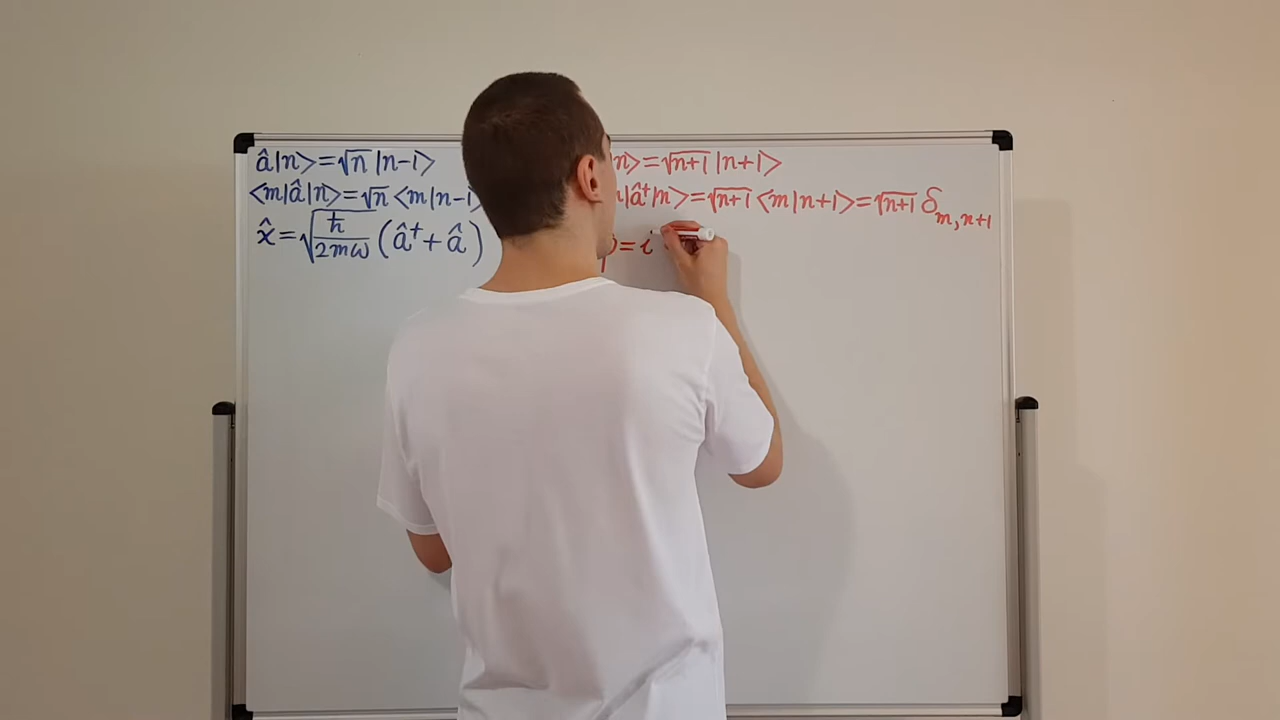 â|n>=√n |n-1>
n>=√n+1 |n+1>
<m|â|n>=√n <m|n-1>
|â†|n>=√n+1 <m|n+1>=√n+1 δm,n+1
x̂=√ħ/2mω (â†+â)
p=i